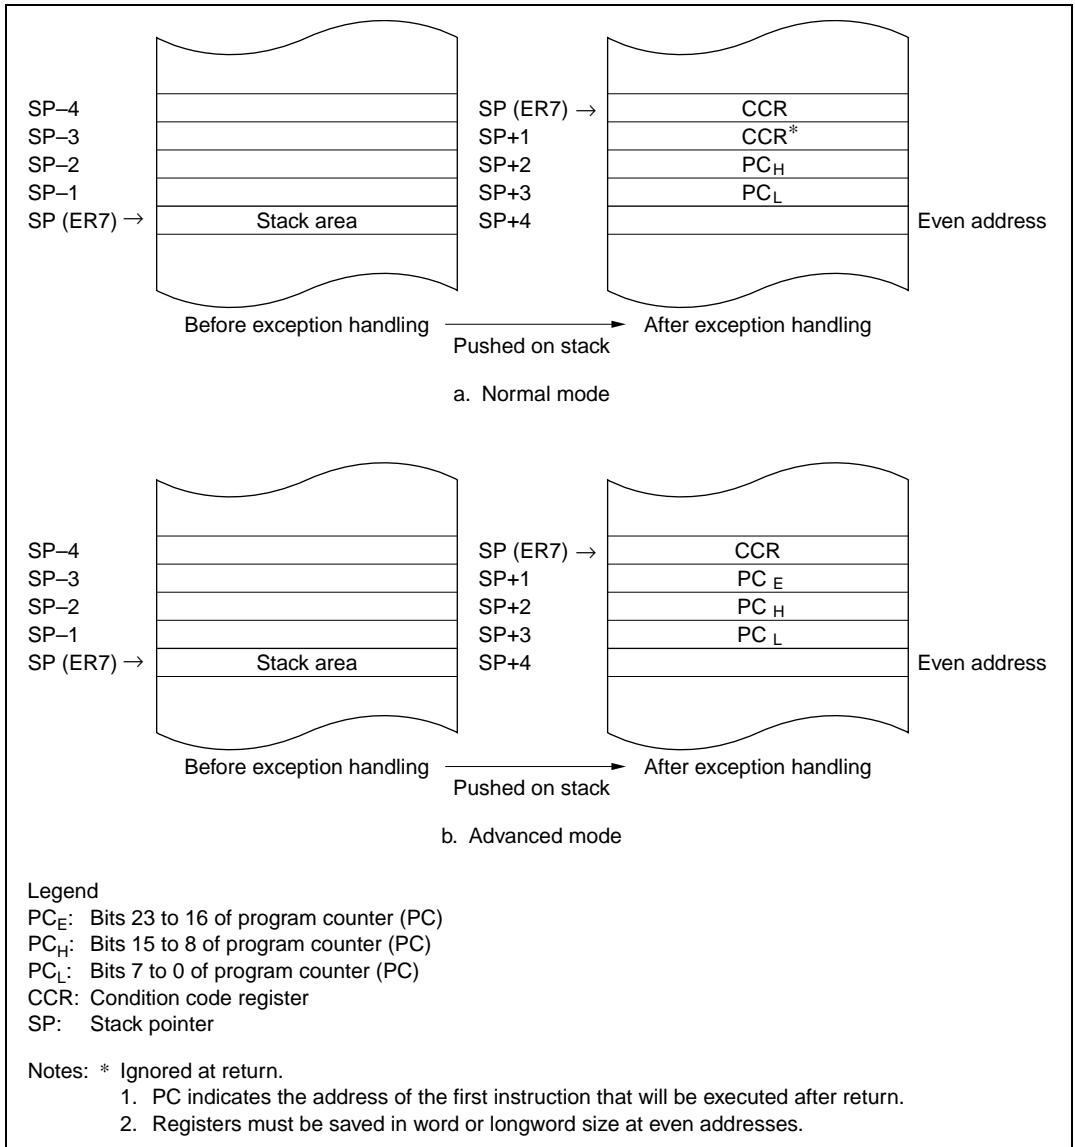 SP–4 SP (ER7) → CCR
SP–3 SP+1 CCR*
SP–2 SP+2 PCH
SP–1 SP+3 PCL
SP (ER7) → Stack area SP+4 Even address
Before exception handling After exception handling
Pushed on stack
a. Normal mode
SP–4 SP (ER7) → CCR
SP–3 SP+1 PC E
SP–2 SP+2 PC H
SP–1 SP+3 PC L
SP (ER7) → Stack area SP+4 Even address
Before exception handling After exception handling
Pushed on stack
b. Advanced mode
Legend
PCE: Bits 23 to 16 of program counter (PC)
PCH: Bits 15 to 8 of program counter (PC)
PCL: Bits 7 to 0 of program counter (PC)
CCR: Condition code register
SP: Stack pointer
Notes: * Ignored at return.
1. PC indicates the address of the first instruction that will be executed after return.
2. Registers must be saved in word or longword size at even addresses.